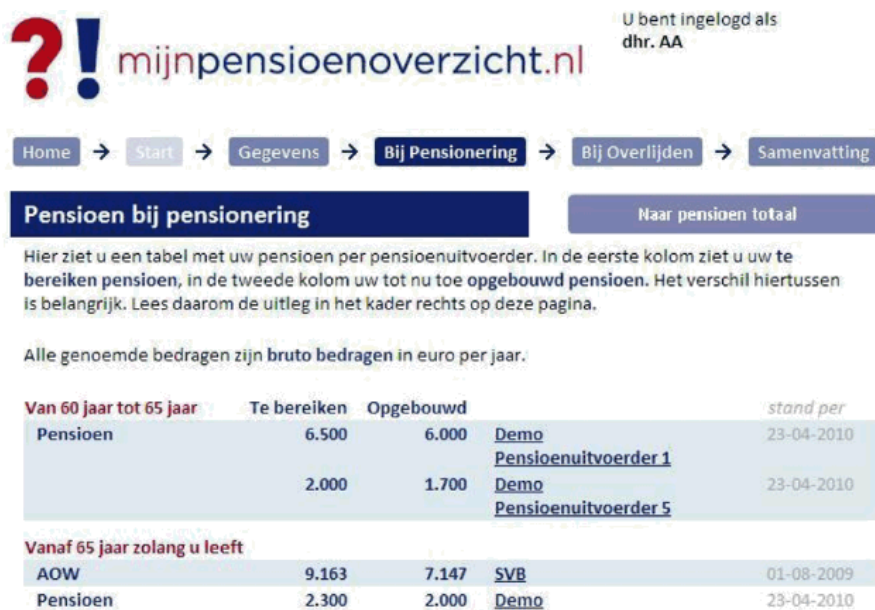 U bent ingelogd als
dhr. AA
?! mijnpensioenoverzicht.nl
Home → Start → Gegevens → Bij Pensionering → Bij Overlijden → Samenvatting
Pensioen bij pensionering
Naar pensioen totaal
Hier ziet u een tabel met uw pensioen per pensioenuitvoerder. In de eerste kolom ziet u uw te
bereiken pensioen, in de tweede kolom uw tot nu toe opgebouwd pensioen. Het verschil hiertussen
is belangrijk. Lees daarom de uitleg in het kader rechts op deze pagina.
Alle genoemde bedragen zijn bruto bedragen in euro per jaar.
Van 60 jaar tot 65 jaar Te bereiken Opgebouwd stand per
Pensioen 6.500 6.000 Demo 23-04-2010
Pensioenuitvoerder 1
2.000 1.700 Demo 23-04-2010
Pensioenuitvoerder 5
Vanaf 65 jaar zolang u leeft
AOW 9.163 7.147 SVB 01-08-2009
Pensioen 2.300 2.000 Demo 23-04-2010